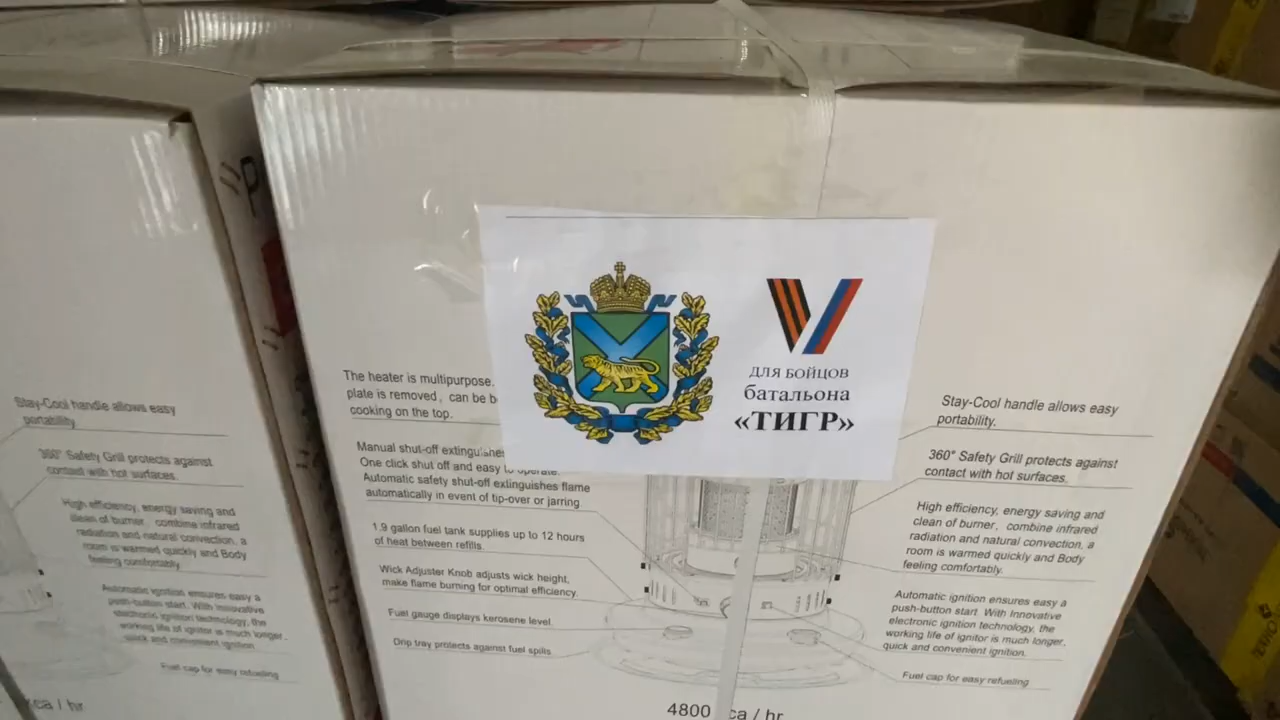 Stay-Cool handle allows easy
portability.
360° Safety Grill protects against
contact with hot surfaces.
High efficiency, energy saving and
clean of burner, combine infrared
radiation and natural convection, a
room is warmed quickly and Body
feeling comfortably.
Automatic ignition ensures easy a
push-button start. With Innovative
electronic ignition technology, the
working life of ignitor is much longer,
quick and convenient ignition.
Fuel cap for easy refueling
ca / hr
The heater is multipurpose.
plate is removed, can be
cooking on the top.
Manual shut-off extinguishes
One click shut off and easy to operate.
Automatic safety shut-off extinguishes flame
automatically in event of tip-over or jarring
1.9 gallon fuel tank supplies up to 12 hours
of heat between refills.
Wick Adjuster Knob adjusts wick height,
make flame burning for optimal efficiency.
Fuel gauge displays kerosene level.
Drip tray protects against fuel spills.
V
ДЛЯ БОЙЦОВ
батальона
«ТИГР»
Stay-Cool handle allows easy
portability.
360° Safety Grill protects against
contact with hot surfaces.
High efficiency, energy saving and
clean of burner, combine infrared
radiation and natural convection, a
room is warmed quickly and Body
feeling comfortably.
Automatic ignition ensures easy a
push-button start. With Innovative
electronic ignition technology, the
working life of ignitor is much longer,
quick and convenient ignition.
Fuel cap for easy refueling
4800 ca / hr